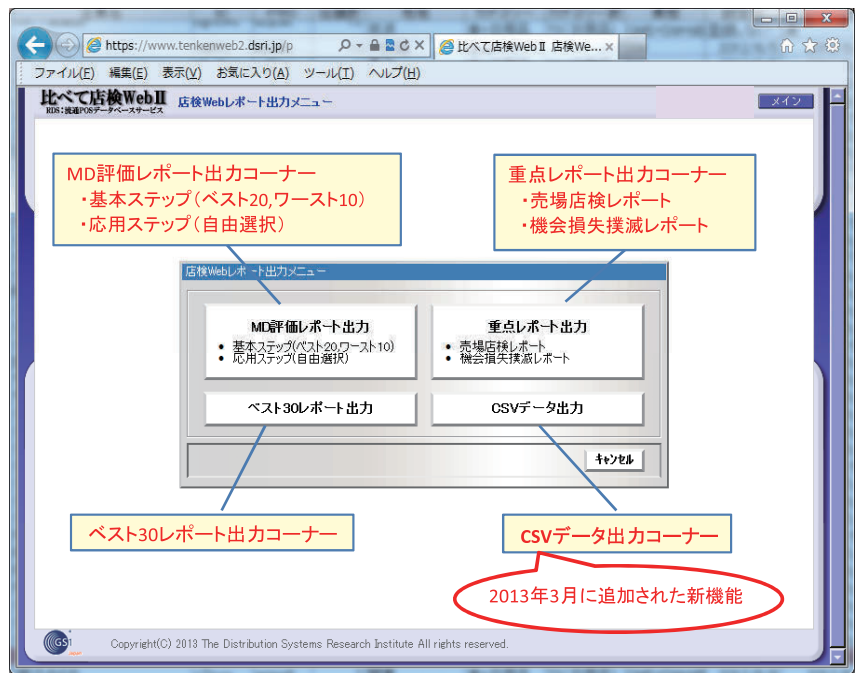 https://www.tenkenweb2.dsri.jp/p
比べて店検WebⅡ 店検We...
ファイル(F) 編集(E) 表示(V) お気に入り(A) ツール(T) ヘルプ(H)
比べて店検WebⅡ
RDS:流通POSデータベースサービス
店検Webレポート出力メニュー
メイン
MD評価レポート出力コーナー
・基本ステップ(ベスト20,ワースト10)
・応用ステップ(自由選択)
重点レポート出力コーナー
・売場店検レポート
・機会損失撲滅レポート
店検Webレポート出力メニュー
MD評価レポート出力
• 基本ステップ(ベスト20,ワースト10)
• 応用ステップ(自由選択)
重点レポート出力
• 売場店検レポート
• 機会損失撲滅レポート
ベスト30レポート出力
CSVデータ出力
キャンセル
ベスト30レポート出力コーナー
CSVデータ出力コーナー
2013年3月に追加された新機能
GS1
Copyright(C) 2013 The Distribution Systems Research Institute All rights reserved.